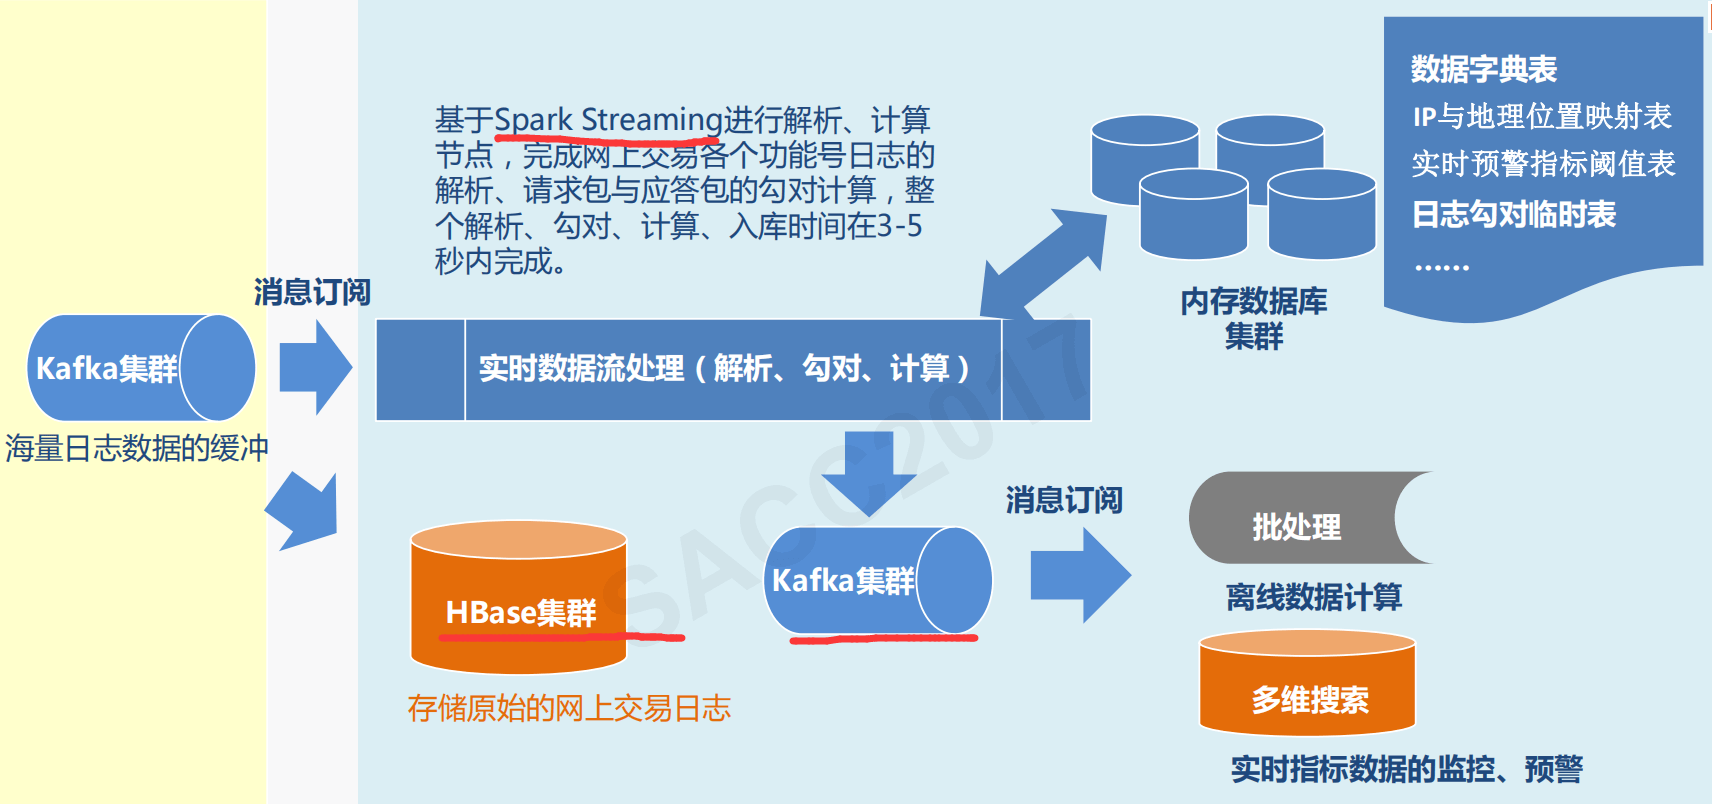 基于Spark Streaming进行解析、计算
节点，完成网上交易各个功能号日志的
解析、请求包与应答包的勾对计算，整
个解析、勾对、计算、入库时间在3-5
秒内完成。
数据字典表
IP与地理位置映射表
实时预警指标阈值表
日志勾对临时表
……
内存数据库
集群
消息订阅
Kafka集群
海量日志数据的缓冲
实时数据流处理（解析、勾对、计算）
SACC2017
HBase集群
存储原始的网上交易日志
Kafka集群
消息订阅
批处理
离线数据计算
多维搜索
实时指标数据的监控、预警